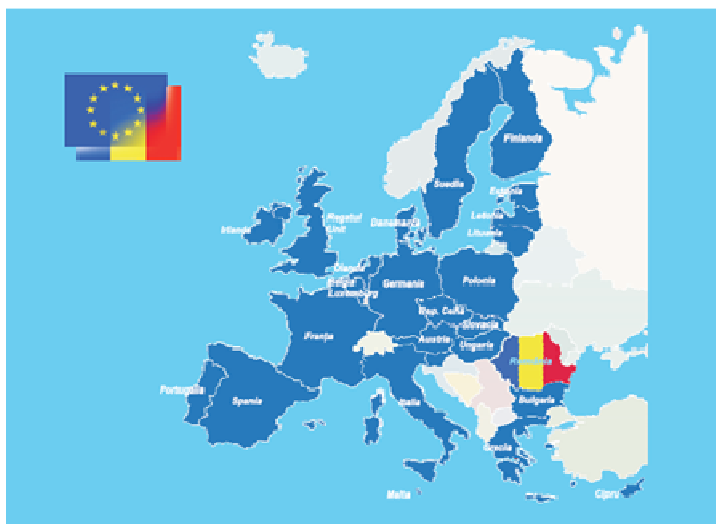 Finlanda
Suedia
Estonia
Letonia
Lituania
Danemarca
Regatul
Unit
Irlanda
Olanda
Belgia
Luxemburg
Germania
Polonia
Rep. Cehă
Slovacia
Franța
Austria
Ungaria
România
Portugalia
Spania
Italia
Bulgaria
Grecia
Malta
Cipru